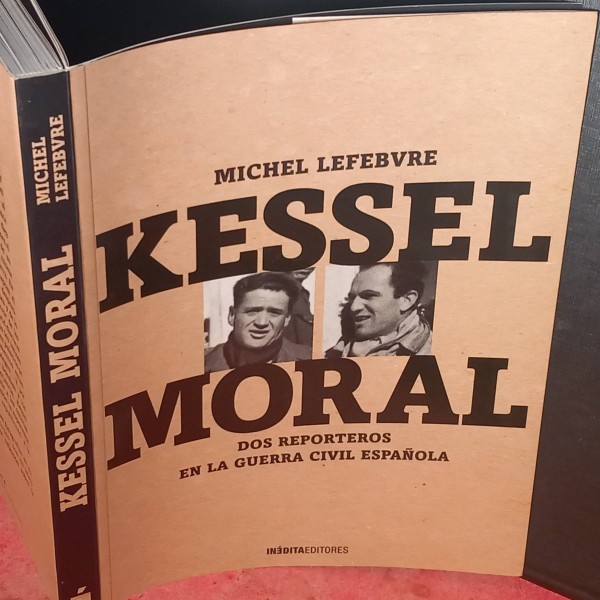 MICHEL LEFEBVRE
KESSEL
MORAL
DOS REPORTEROS
EN LA GUERRA CIVIL ESPAÑOLA
INÉDITAEDITORES
MICHEL
LEFEBVRE
KESSEL MORAL